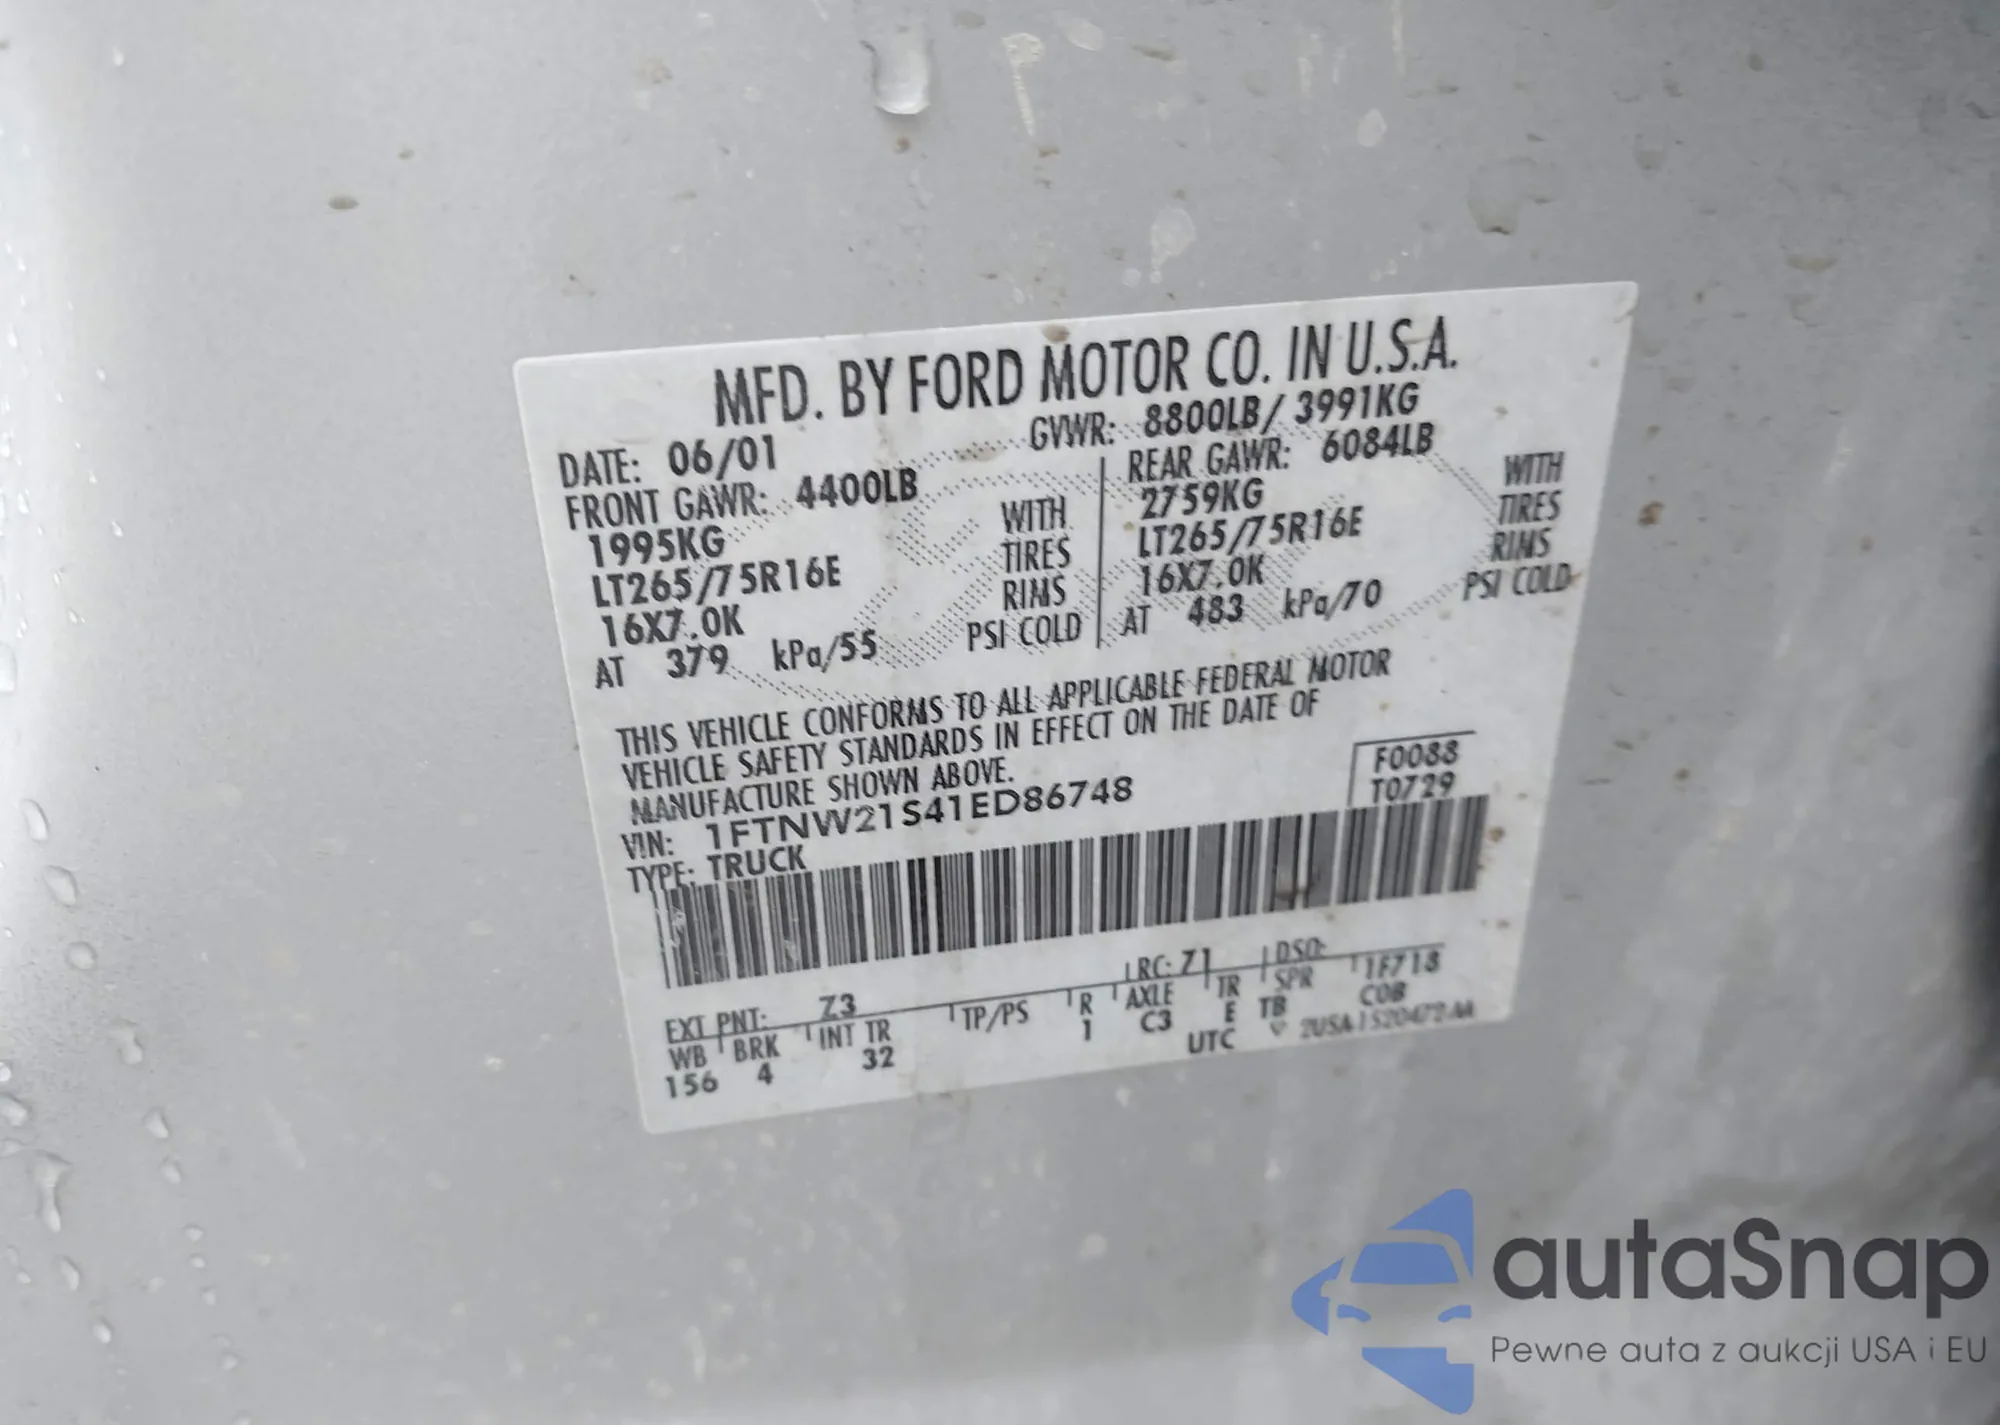 MFD. BY FORD MOTOR CO. IN U.S.A.
DATE: 06/01 GVWR: 8800LB/ 3991KG
FRONT GAWR: 4400LB REAR GAWR: 6084LB
1995KG WITH 2759KG WITH
LT265/75R16E TIRES LT265/75R16E TIRES
16X7.0K RIMS 16X7.0K RIMS
AT 379 kPa/55 PSI COLD AT 483 kPa/70 PSI COLD
THIS VEHICLE CONFORMS TO ALL APPLICABLE FEDERAL MOTOR
VEHICLE SAFETY STANDARDS IN EFFECT ON THE DATE OF
MANUFACTURE SHOWN ABOVE.
F0088
VIN: 1FTNW21S41ED86748 T0729
TYPE: TRUCK
EXT PNT: Z3 RC: Z1 DSO: 1F718
WB BRK INT TR TP/PS R AXLE TR SPR COB
156 4 32 1 C3 E TB
UTC
autaSnap
Pewne auta z aukcji USA i EU